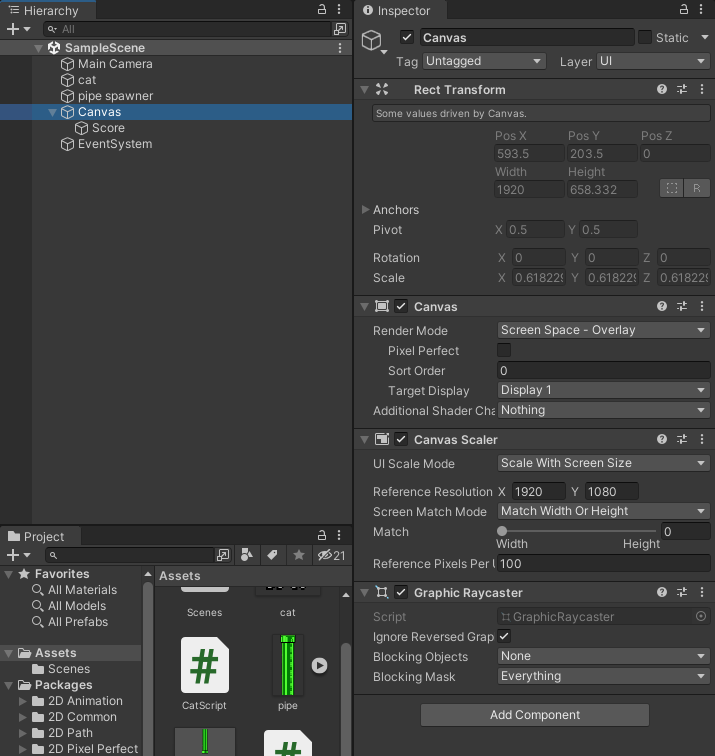 Hierarchy
All
SampleScene
Main Camera
cat
pipe spawner
Canvas
Score
EventSystem
Project
21
Favorites
All Materials
All Models
All Prefabs
Assets
Scenes
Packages
2D Animation
2D Common
2D Path
2D Pixel Perfect
Assets
Scenes
cat
CatScript
pipe
Inspector
Canvas
Static
Tag
Untagged
Layer
UI
Rect Transform
Some values driven by Canvas.
Pos X Pos Y Pos Z
593.5 203.5 0
Width Height
1920 658.332
R
Anchors
Pivot X 0.5 Y 0.5
Rotation X 0 Y 0 Z 0
Scale X 0.618229 Y 0.618229 Z 0.618229
Canvas
Render Mode Screen Space - Overlay
Pixel Perfect
Sort Order 0
Target Display Display 1
Additional Shader Cha Nothing
Canvas Scaler
UI Scale Mode Scale With Screen Size
Reference Resolution X 1920 Y 1080
Screen Match Mode Match Width Or Height
Match 0
Width Height
Reference Pixels Per U 100
Graphic Raycaster
Script GraphicRaycaster
Ignore Reversed Grap
Blocking Objects None
Blocking Mask Everything
Add Component